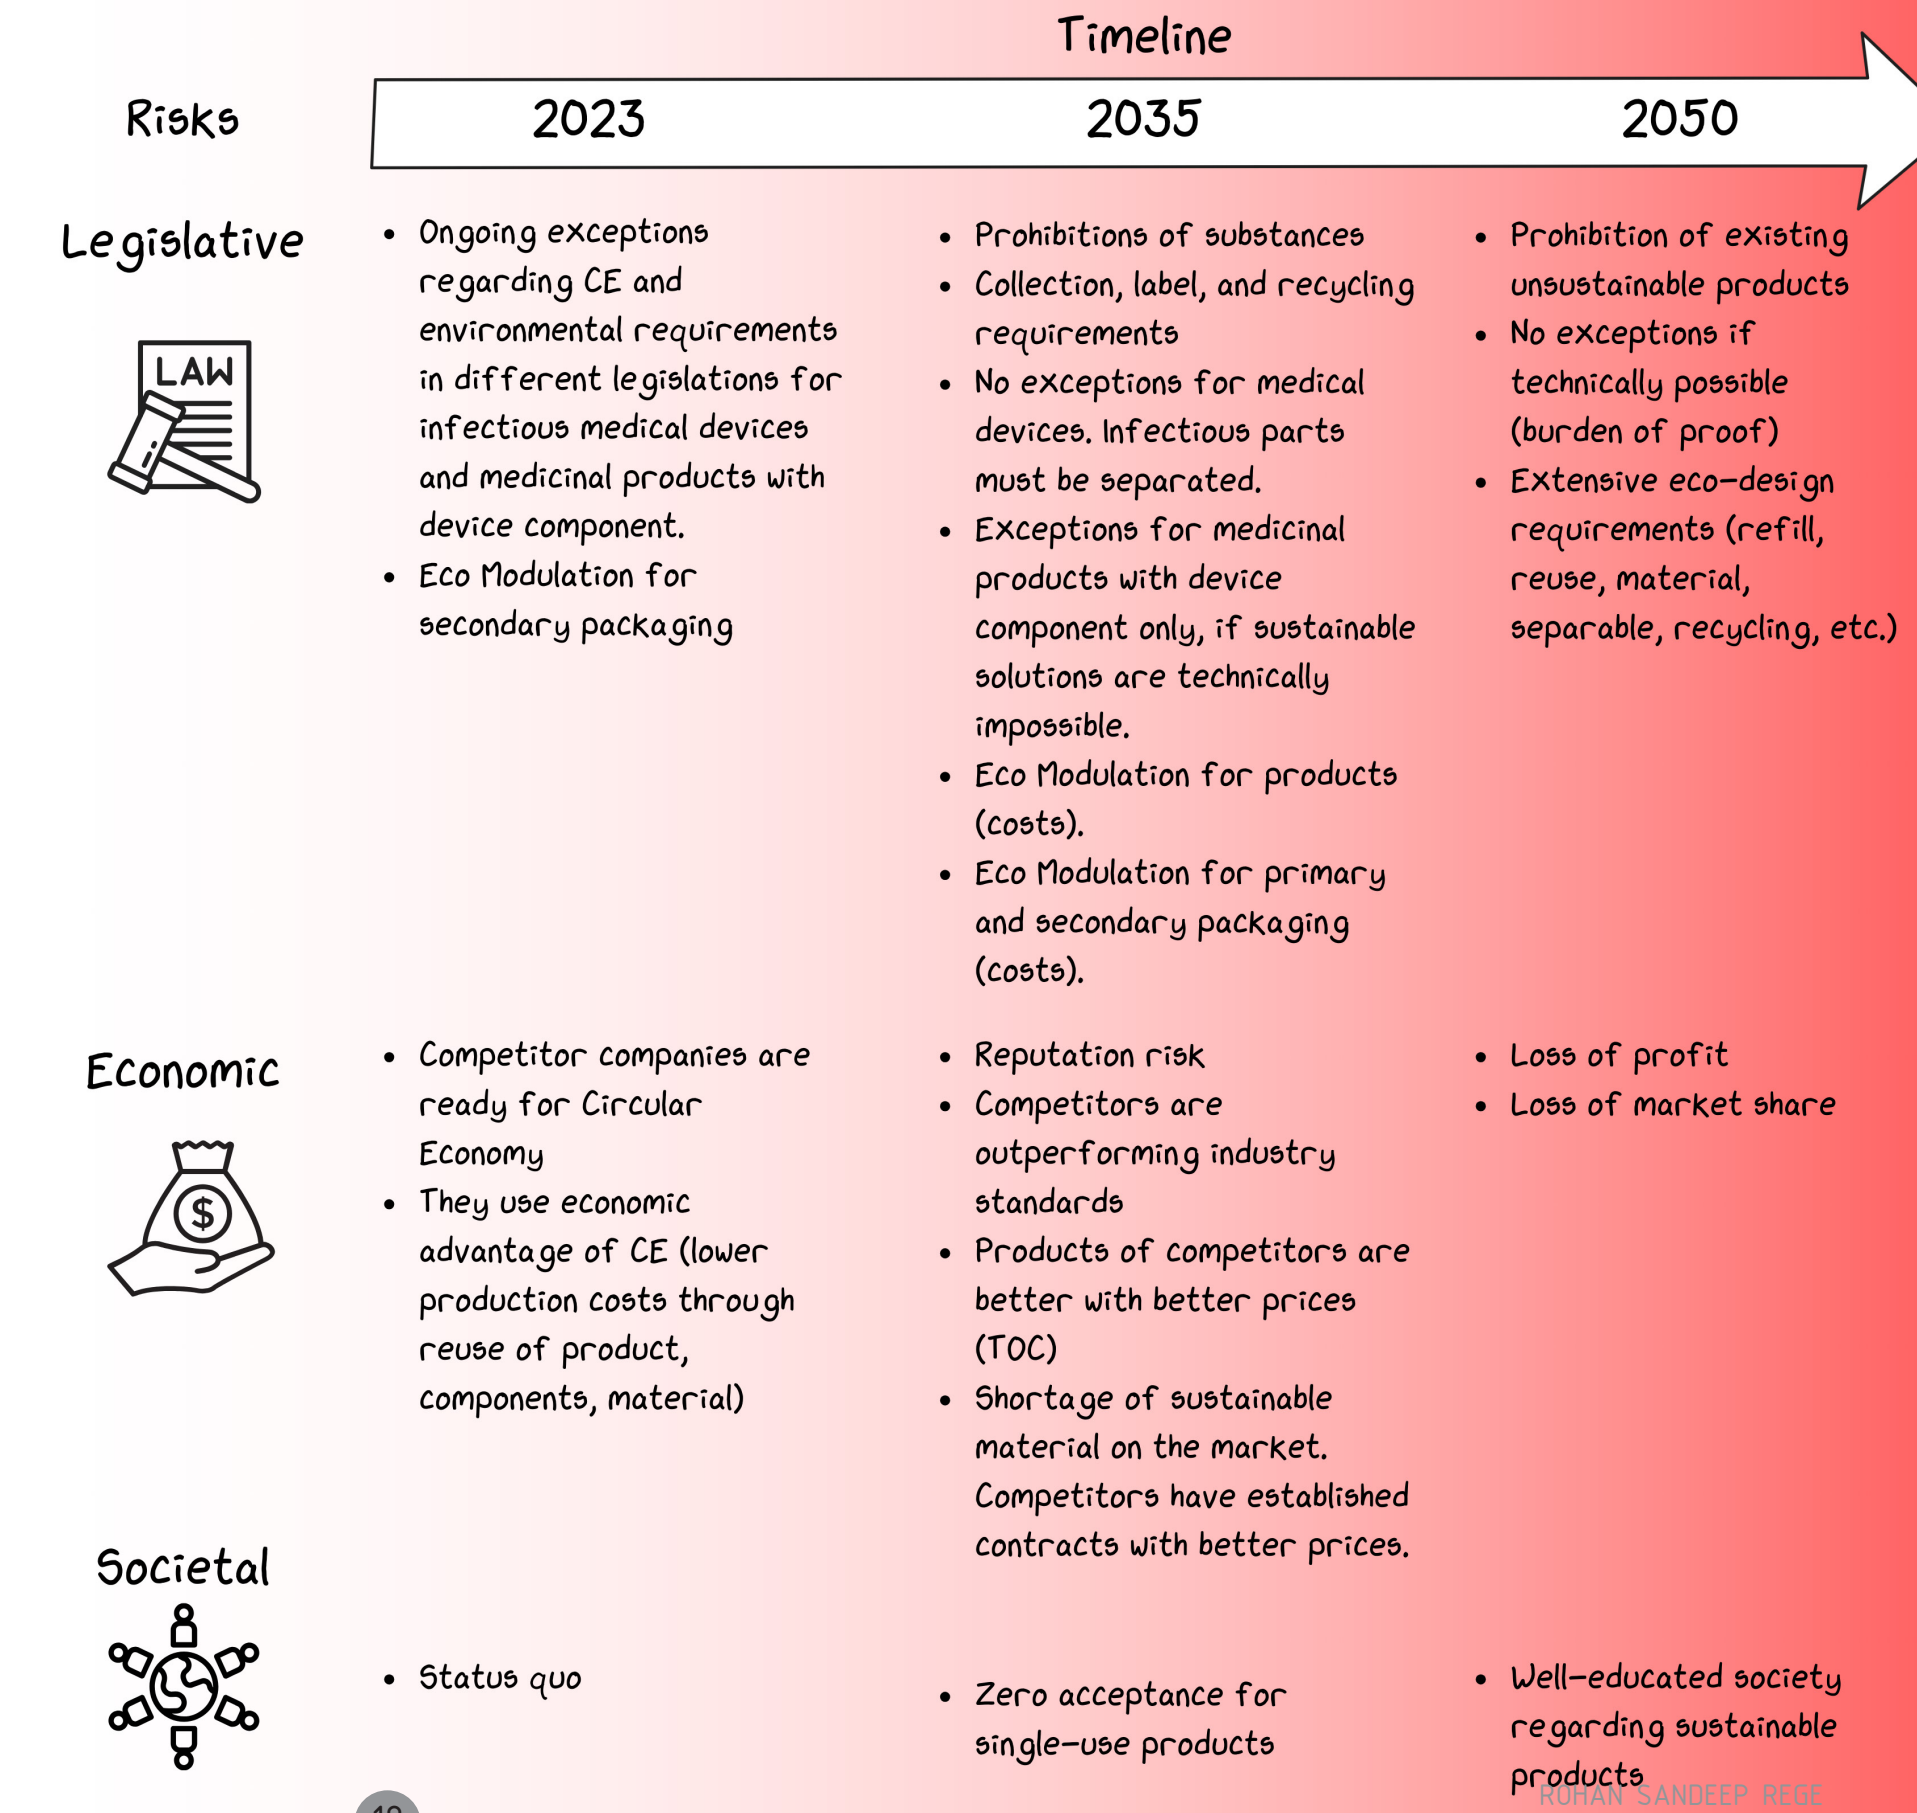 Timeline
Risks
2023
2035
2050
Legislative
LAW
• Ongoing exceptions
regarding CE and
environmental requirements
in different legislations for
infectious medical devices
and medicinal products with
device component.
• Eco Modulation for
secondary packaging
• Prohibitions of substances
• Collection, label, and recycling
requirements
• No exceptions for medical
devices. Infectious parts
must be separated.
• Exceptions for medicinal
products with device
component only, if sustainable
solutions are technically
impossible.
• Eco Modulation for products
(costs).
• Eco Modulation for primary
and secondary packaging
(costs).
• Prohibition of existing
unsustainable products
• No exceptions if
technically possible
(burden of proof)
• Extensive eco-design
requirements (refill,
reuse, material,
separable, recycling, etc.)
Economic
$
• Competitor companies are
ready for Circular
Economy
• They use economic
advantage of CE (lower
production costs through
reuse of product,
components, material)
• Reputation risk
• Competitors are
outperforming industry
standards
• Products of competitors are
better with better prices
(TOC)
• Shortage of sustainable
material on the market.
Competitors have established
contracts with better prices.
• Loss of profit
• Loss of market share
Societal
• Status quo
• Zero acceptance for
single-use products
• Well-educated society
regarding sustainable
products
ROHAN SANDEEP REGE